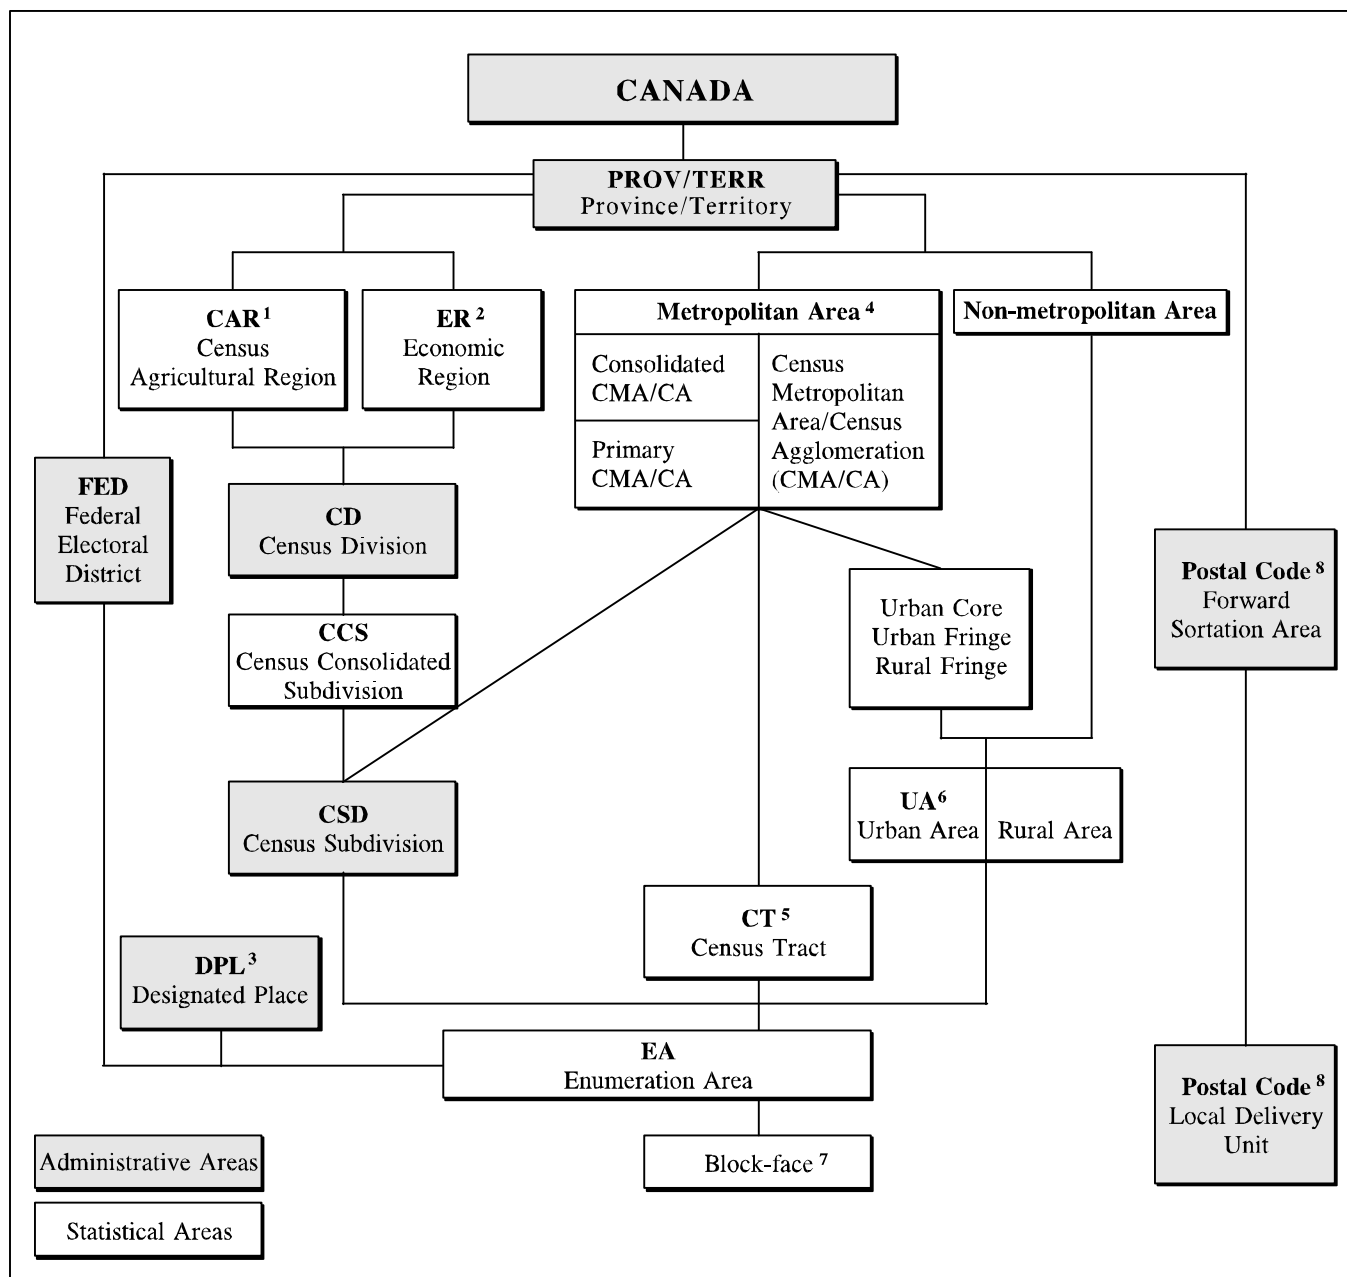 CANADA
PROV/TERR
Province/Territory
CAR 1
Census
Agricultural Region
ER 2
Economic
Region
Metropolitan Area 4
Consolidated
CMA/CA
Primary
CMA/CA
Census
Metropolitan
Area/Census
Agglomeration
(CMA/CA)
Non-metropolitan Area
FED
Federal
Electoral
District
CD
Census Division
CCS
Census Consolidated
Subdivision
Urban Core
Urban Fringe
Rural Fringe
Postal Code 8
Forward
Sortation Area
CSD
Census Subdivision
UA 6
Urban Area
Rural Area
CT 5
Census Tract
DPL 3
Designated Place
EA
Enumeration Area
Postal Code 8
Local Delivery
Unit
Block-face 7
Administrative Areas
Statistical Areas